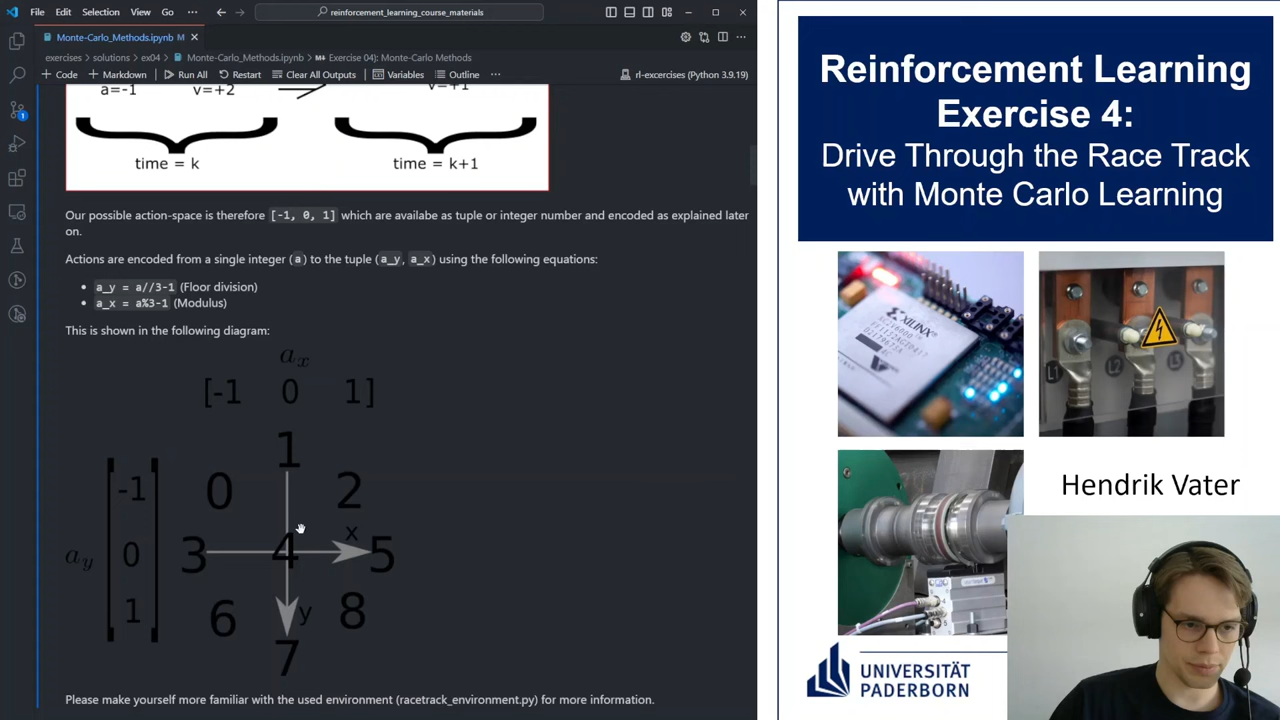 File Edit Selection View Go ···
reinforcement_learning_course_materials
Monte-Carlo_Methods.ipynb
exercises > solutions > ex04 > Monte-Carlo_Methods.ipynb > Exercise 04): Monte-Carlo Methods
+ Code + Markdown Run All Restart Clear All Outputs Variables Outline ··· rl-excercises (Python 3.9.19)
a=-1 v=+2 v=+1
time = k time = k+1
Our possible action-space is therefore [-1, 0, 1] which are availabe as tuple or integer number and encoded as explained later
on.
Actions are encoded from a single integer (a) to the tuple (a_y, a_x) using the following equations:
• a_y = a//3-1 (Floor division)
• a_x = a%3-1 (Modulus)
This is shown in the following diagram:
a_x
[-1 0 1]
1
-1 0 2
x
a_y 0 3 4 5
1 6 y 8
7
Please make yourself more familiar with the used environment (racetrack_environment.py) for more information.
Reinforcement Learning
Exercise 4:
Drive Through the Race Track
with Monte Carlo Learning
XILINX
L1
L2
L3
Hendrik Vater
UNIVERSITÄT
PADERBORN